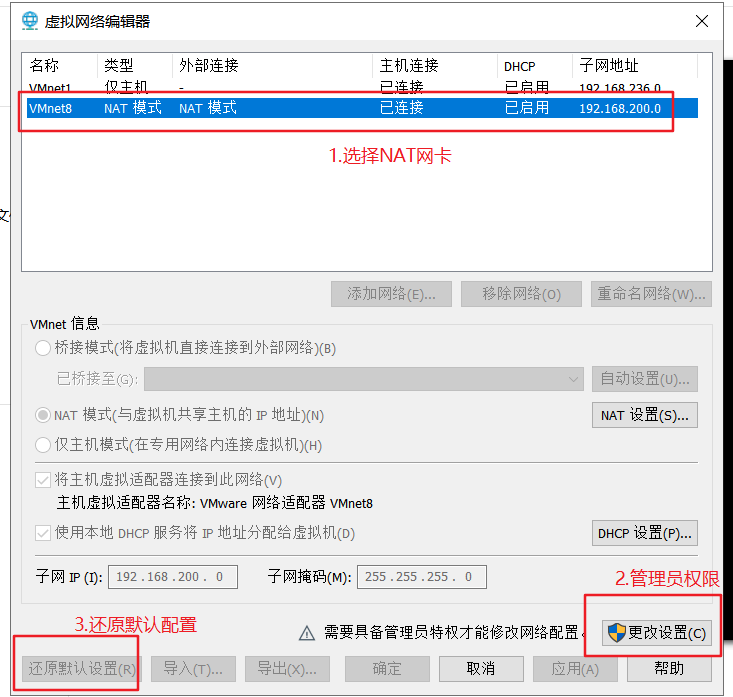 虚拟网络编辑器
名称 类型 外部连接 主机连接 DHCP 子网地址
VMnet1 仅主机... - 已连接 已启用 192.168.236.0
VMnet8 NAT 模式 NAT 模式 已连接 已启用 192.168.200.0
1.选择NAT网卡
添加网络(E)... 移除网络(O) 重命名网络(W)...
VMnet 信息
桥接模式(将虚拟机直接连接到外部网络)(B)
已桥接至(G): 自动设置(U)...
NAT 模式(与虚拟机共享主机的 IP 地址)(N) NAT 设置(S)...
仅主机模式(在专用网络内连接虚拟机)(H)
将主机虚拟适配器连接到此网络(V)
主机虚拟适配器名称: VMware 网络适配器 VMnet8
使用本地 DHCP 服务将 IP 地址分配给虚拟机(D) DHCP 设置(P)...
子网 IP (I): 192.168.200. 0 子网掩码(M): 255.255.255. 0
2.管理员权限
3.还原默认配置
需要具备管理员特权才能修改网络配置。 更改设置(C)
还原默认设置(R) 导入(T)... 导出(X)... 确定 取消 应用(A) 帮助